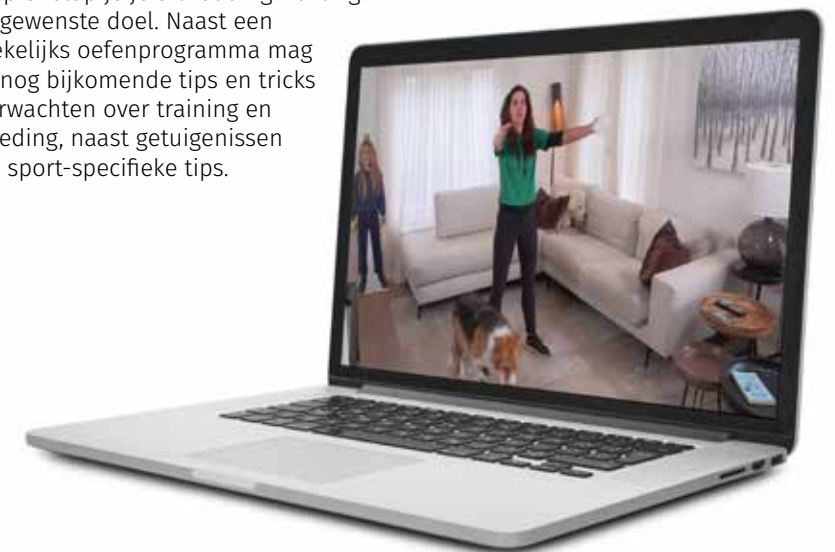 gewenste doel. Naast een
ekelijks oefenprogramma mag
nog bijkomende tips en tricks
rwachten over training en
eding, naast getuigenissen
sport-specifieke tips.